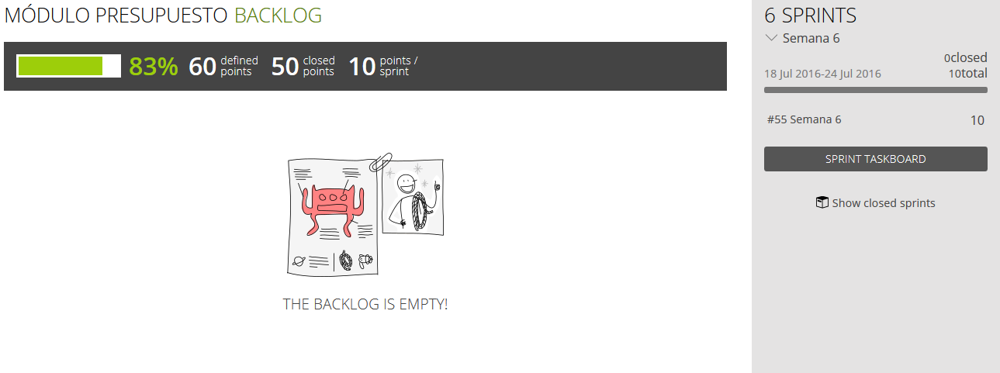 MÓDULO PRESUPUESTO BACKLOG
83% 60 defined points 50 closed points 10 points / sprint
THE BACKLOG IS EMPTY!
6 SPRINTS
Semana 6
0closed
18 Jul 2016-24 Jul 2016 10total
#55 Semana 6 10
SPRINT TASKBOARD
Show closed sprints